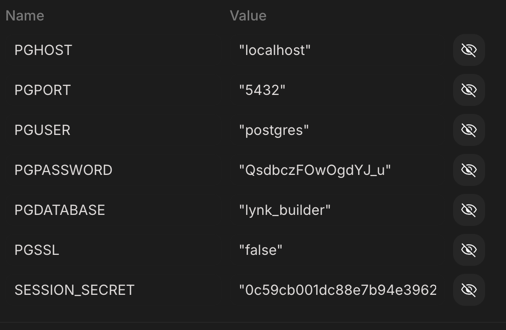 Name Value
PGHOST "localhost"
PGPORT "5432"
PGUSER "postgres"
PGPASSWORD "QsdbczFOwOgdYJ_u"
PGDATABASE "lynk_builder"
PGSSL "false"
SESSION_SECRET "0c59cb001dc88e7b94e3962